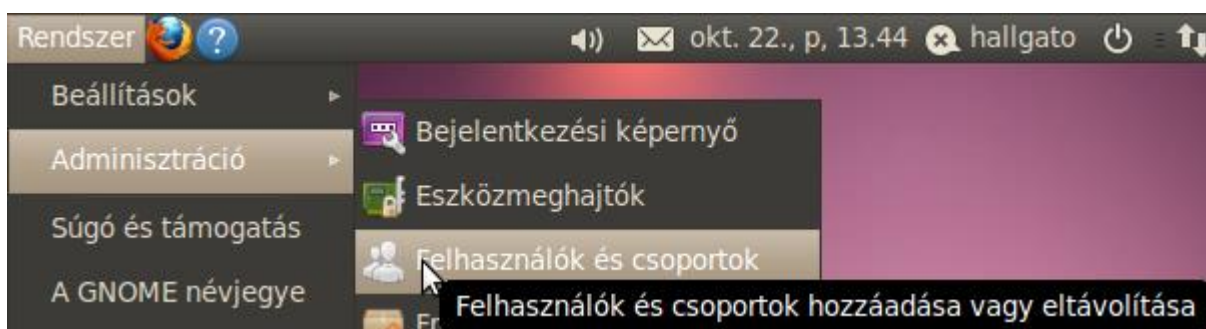 Rendszer okt. 22., p, 13.44 hallgato
Beállítások
Adminisztráció
Súgó és támogatás
A GNOME névjegye
Bejelentkezési képernyő
Eszközmeghajtók
Felhasználók és csoportok
Felhasználók és csoportok hozzáadása vagy eltávolítása